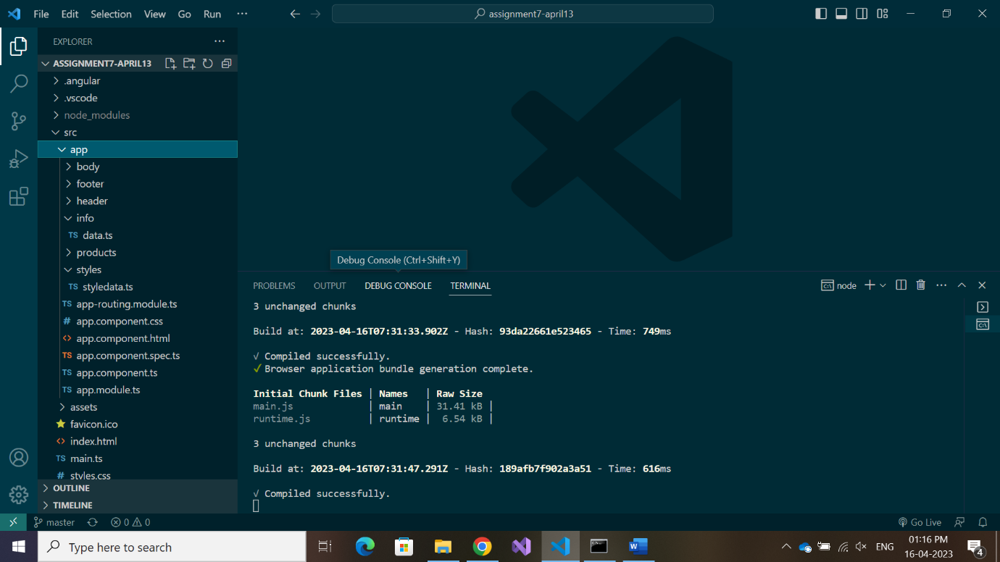 File Edit Selection View Go Run ···
assignment7-april13
EXPLORER ···
ASSIGNMENT7-APRIL13
.angular
.vscode
node_modules
src
app
body
footer
header
info
TS data.ts
products
styles
TS styledata.ts
TS app-routing.module.ts
# app.component.css
<> app.component.html
TS app.component.spec.ts
TS app.component.ts
TS app.module.ts
assets
favicon.ico
<> index.html
TS main.ts
# styles.css
OUTLINE
TIMELINE
Debug Console (Ctrl+Shift+Y)
PROBLEMS OUTPUT DEBUG CONSOLE TERMINAL
node
3 unchanged chunks
Build at: 2023-04-16T07:31:33.902Z - Hash: 93da22661e523465 - Time: 749ms
√ Compiled successfully.
✓ Browser application bundle generation complete.
Initial Chunk Files | Names | Raw Size
main.js | main | 31.41 kB |
runtime.js | runtime | 6.54 kB |
3 unchanged chunks
Build at: 2023-04-16T07:31:47.291Z - Hash: 189afb7f902a3a51 - Time: 616ms
√ Compiled successfully.
master 0 0 Go Live
Type here to search
ENG
01:16 PM
16-04-2023
4